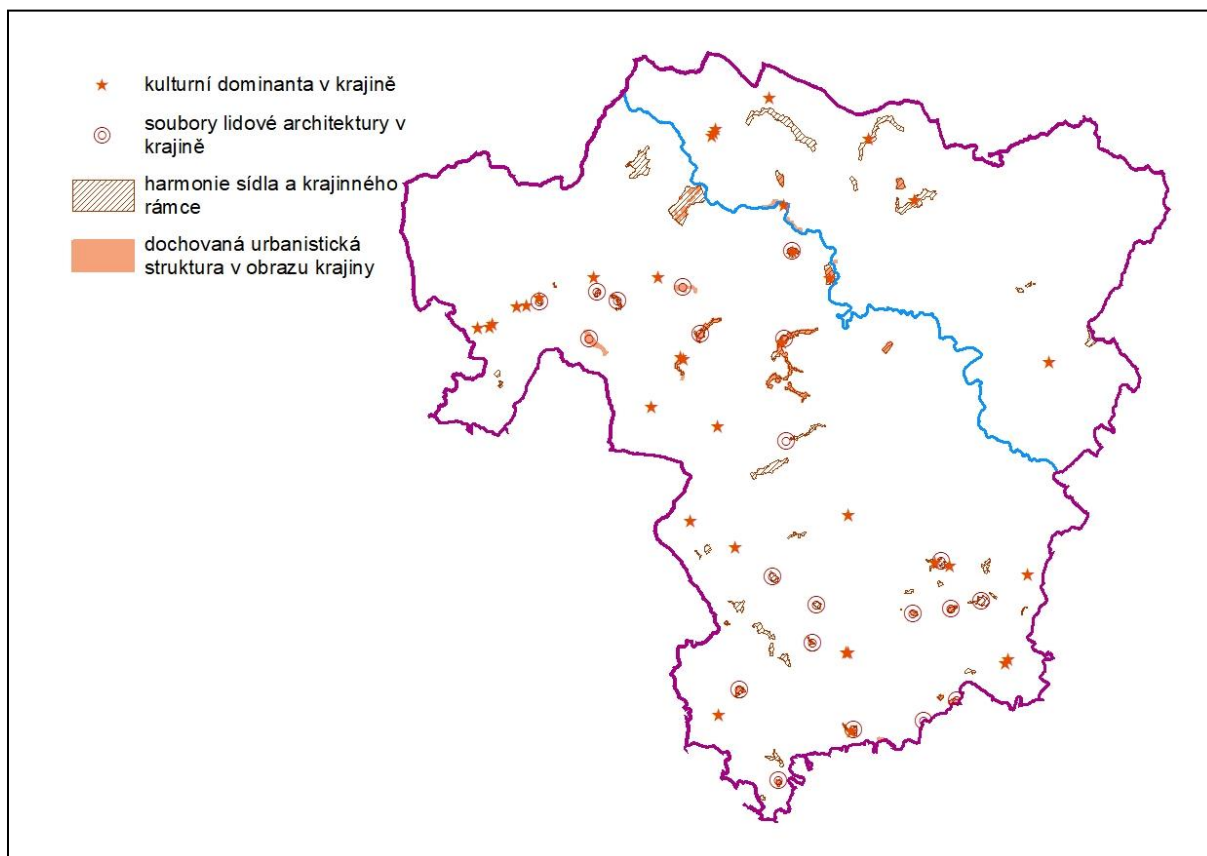 kulturní dominanta v krajině
soubory lidové architektury v
krajině
harmonie sídla a krajinného
rámce
dochovaná urbanistická
struktura v obrazu krajiny